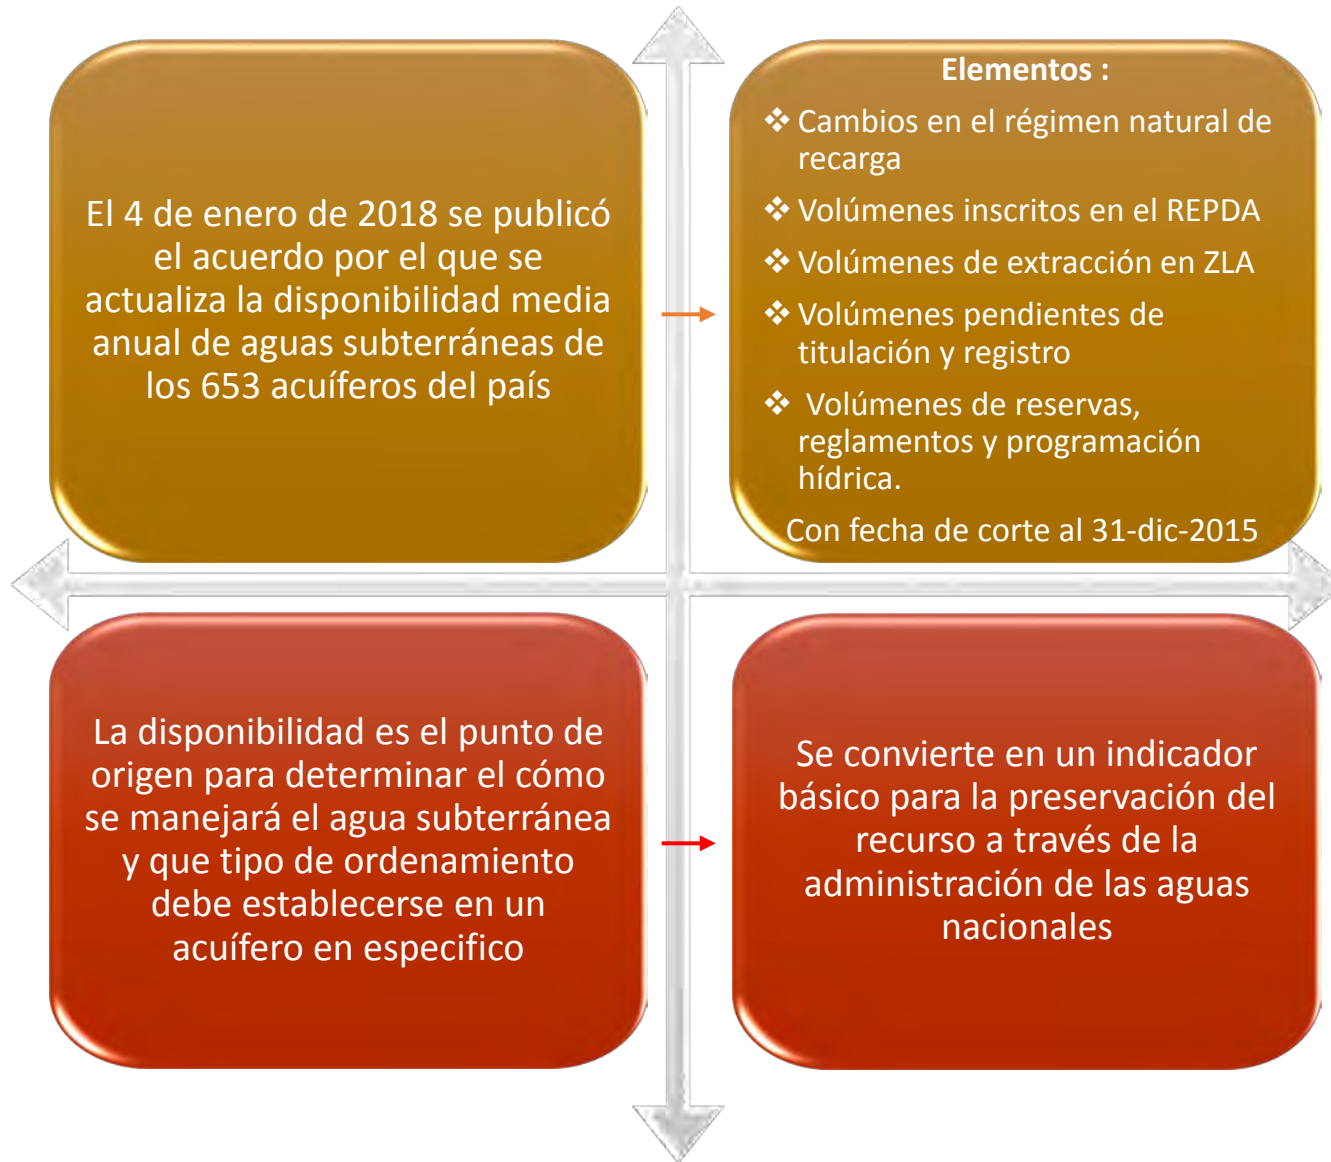 El 4 de enero de 2018 se publicó
el acuerdo por el que se
actualiza la disponibilidad media
anual de aguas subterráneas de
los 653 acuíferos del país
Elementos :
❖ Cambios en el régimen natural de
recarga
❖ Volúmenes inscritos en el REPDA
❖ Volúmenes de extracción en ZLA
❖ Volúmenes pendientes de
titulación y registro
❖ Volúmenes de reservas,
reglamentos y programación
hídrica.
Con fecha de corte al 31-dic-2015
La disponibilidad es el punto de
origen para determinar el cómo
se manejará el agua subterránea
y que tipo de ordenamiento
debe establecerse en un
acuífero en especifico
Se convierte en un indicador
básico para la preservación del
recurso a través de la
administración de las aguas
nacionales